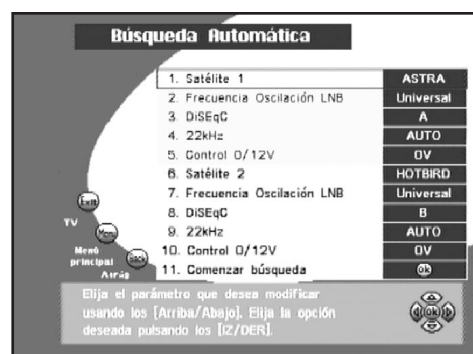 Búsqueda Automática
1. Satélite 1 ASTRA
2. Frecuencia Oscilación LNB Universal
3. DiSEqC A
4. 22kHz AUTO
5. Control 0/12V 0V
6. Satélite 2 HOTBIRD
7. Frecuencia Oscilación LNB Universal
8. DiSEqC B
9. 22kHz AUTO
10. Control 0/12V 0V
11. Comenzar búsqueda Ok
Exit
TV
Menu
Menú
principal
Back
Atrás
Elija el parámetro que desea modificar
usando los [Arriba/Abajo]. Elija la opción
deseada pulsando los [IZ/DER].
Ok